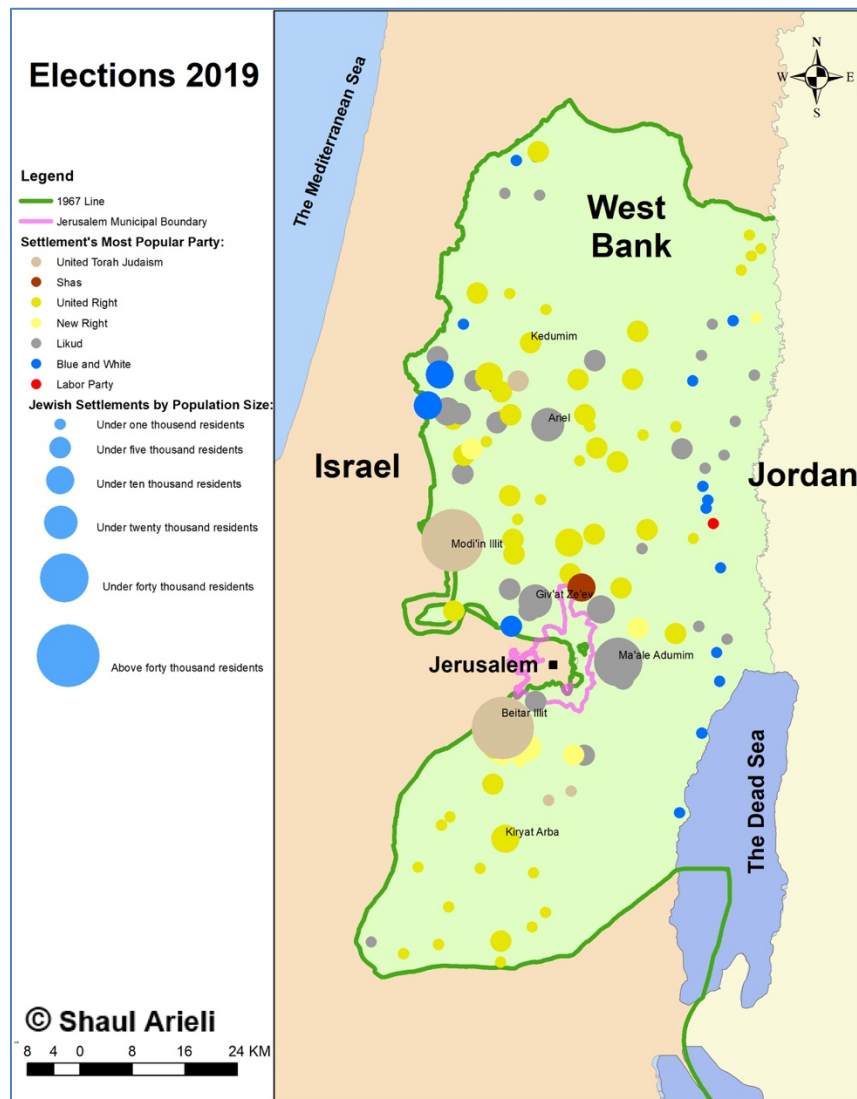 Elections 2019
Legend
1967 Line
Jerusalem Municipal Boundary
Settlement's Most Popular Party:
United Torah Judaism
Shas
United Right
New Right
Likud
Blue and White
Labor Party
Jewish Settlements by Population Size:
Under one thousend residents
Under five thousand residents
Under ten thousand residents
Under twenty thousand residents
Under forty thousand residents
Above forty thousand residents
© Shaul Arieli
8 4 0 8 16 24 KM
The Mediterranean Sea
N
W E
S
West
Bank
Kedumim
Ariel
Israel
Jordan
Modi'in Illit
Giv'at Ze'ev
Jerusalem
Ma'ale Adumim
Beitar Illit
Kiryat Arba
The Dead Sea